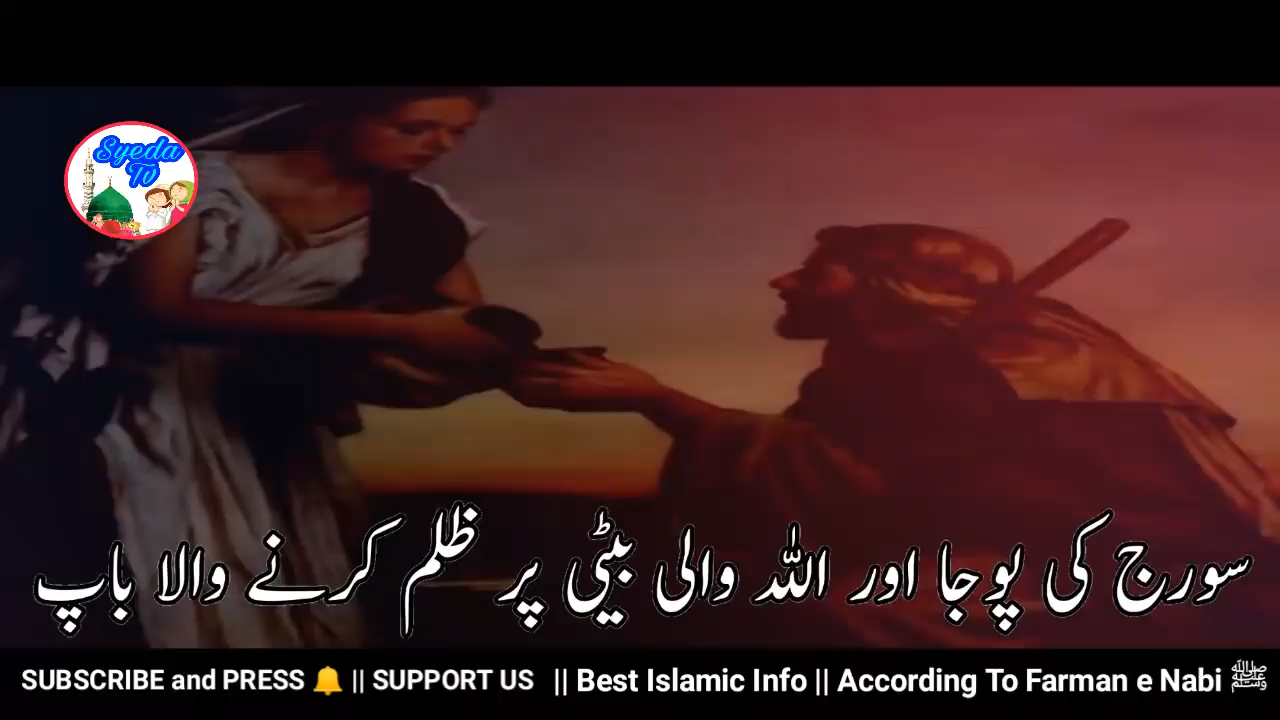 Syeda
Tv
سورج کی پوجا اور اللہ والی بیٹی پر ظلم کرنے والا باپ
SUBSCRIBE and PRESS 🔔 || SUPPORT US || Best Islamic Info || According To Farman e Nabi ﷺ